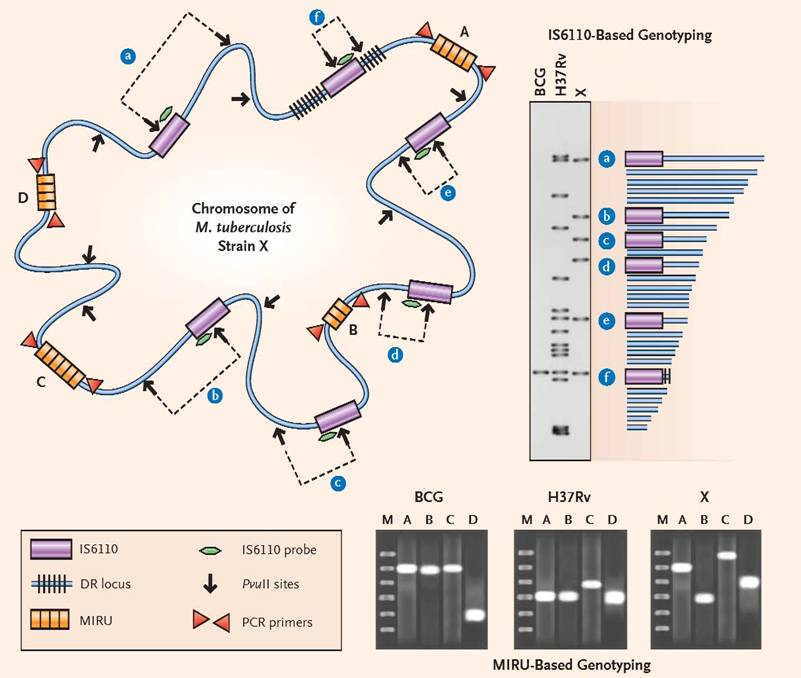 f
A
a
IS6110-Based Genotyping
BCG
H37Rv
X
a
b
c
d
e
f
e
D
Chromosome of
M. tuberculosis
Strain X
B
d
C
b
c
BCG
H37Rv
X
M A B C D
M A B C D
M A B C D
IS6110
IS6110 probe
DR locus
PvuII sites
MIRU
PCR primers
MIRU-Based Genotyping